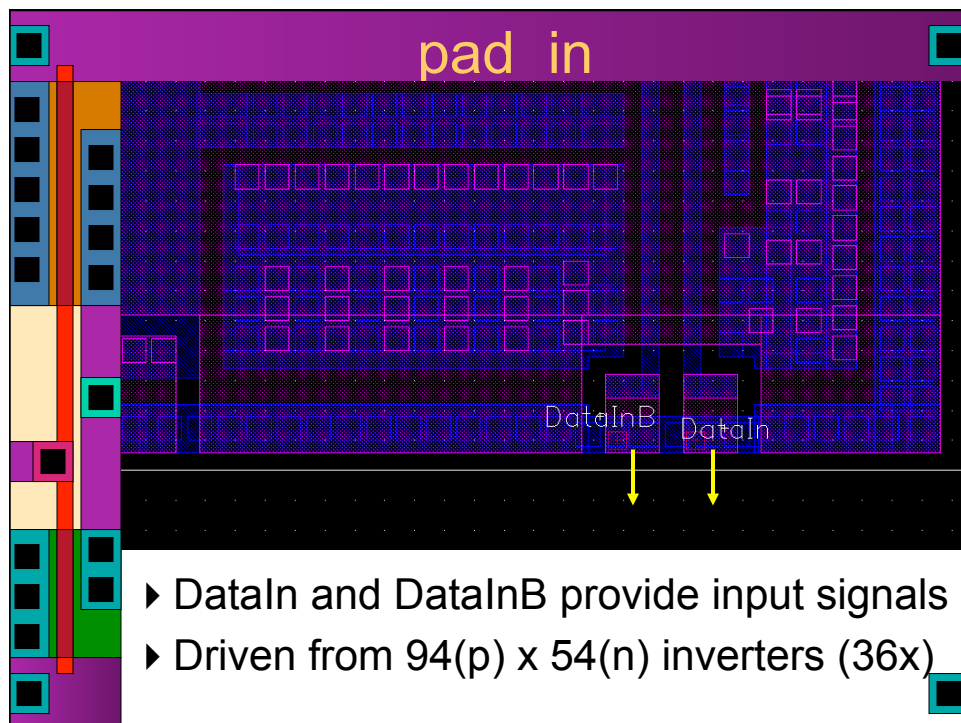 pad in
DataInB DataIn
DataIn and DataInB provide input signals
Driven from 94(p) x 54(n) inverters (36x)